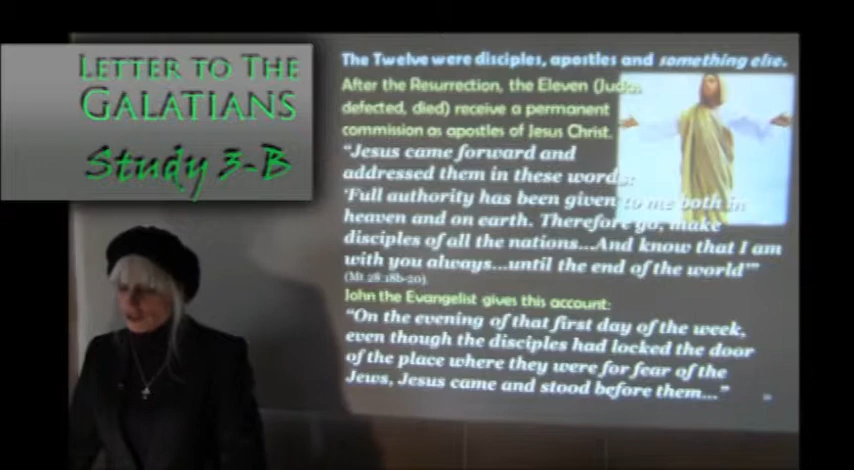 LETTER TO THE
GALATIANS
Study 3-B
The Twelve were disciples, apostles and something else.
After the Resurrection, the Eleven (Judas
defected, died) receive a permanent
commission as apostles of Jesus Christ.
"Jesus came forward and
addressed them in these words:
'Full authority has been given to me both in
heaven and on earth. Therefore go, make
disciples of all the nations...And know that I am
with you always...until the end of the world'"
(Mt 28:18b-20).
John the Evangelist gives this account:
"On the evening of that first day of the week,
even though the disciples had locked the door
of the place where they were for fear of the
Jews, Jesus came and stood before them..."